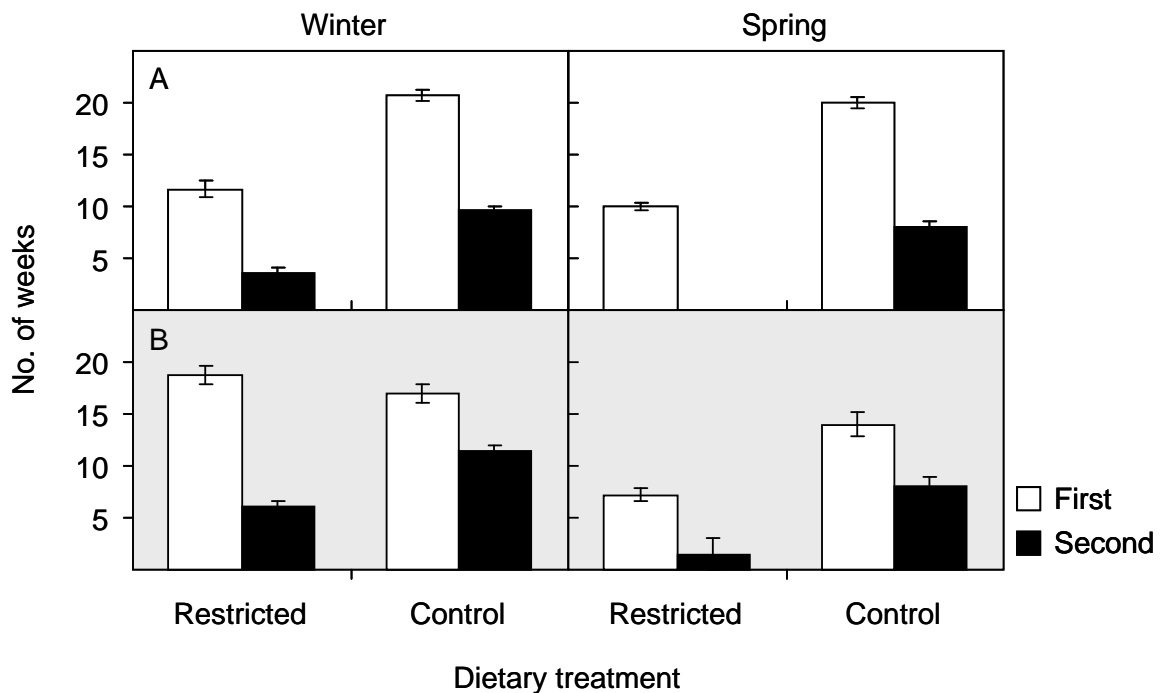 Winter Spring
A
20
15
10
5
B
20
15
10
5
No. of weeks
First
Second
Restricted Control Restricted Control
Dietary treatment